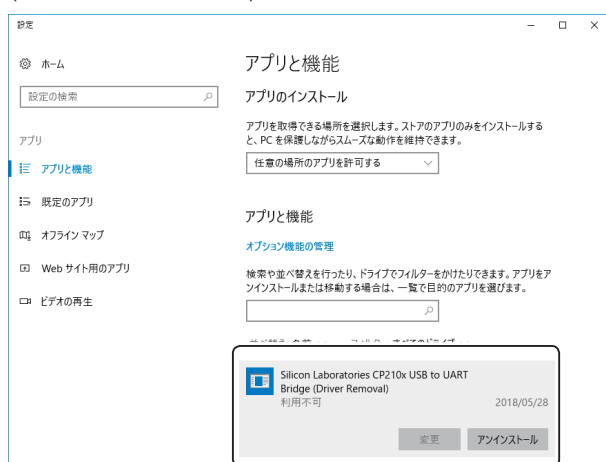 設定
ホーム
設定の検索
アプリ
アプリと機能
既定のアプリ
オフライン マップ
Web サイト用のアプリ
ビデオの再生
アプリと機能
アプリのインストール
アプリを取得できる場所を選択します。ストアのアプリのみをインストールする
と、PC を保護しながらスムーズな動作を維持できます。
任意の場所のアプリを許可する
アプリと機能
オプション機能の管理
検索や並べ替えを行ったり、ドライブでフィルターをかけたりできます。アプリをア
ンインストールまたは移動する場合は、一覧で目的のアプリを選びます。
Silicon Laboratories CP210x USB to UART
Bridge (Driver Removal)
利用不可
2018/05/28
変更
アンインストール